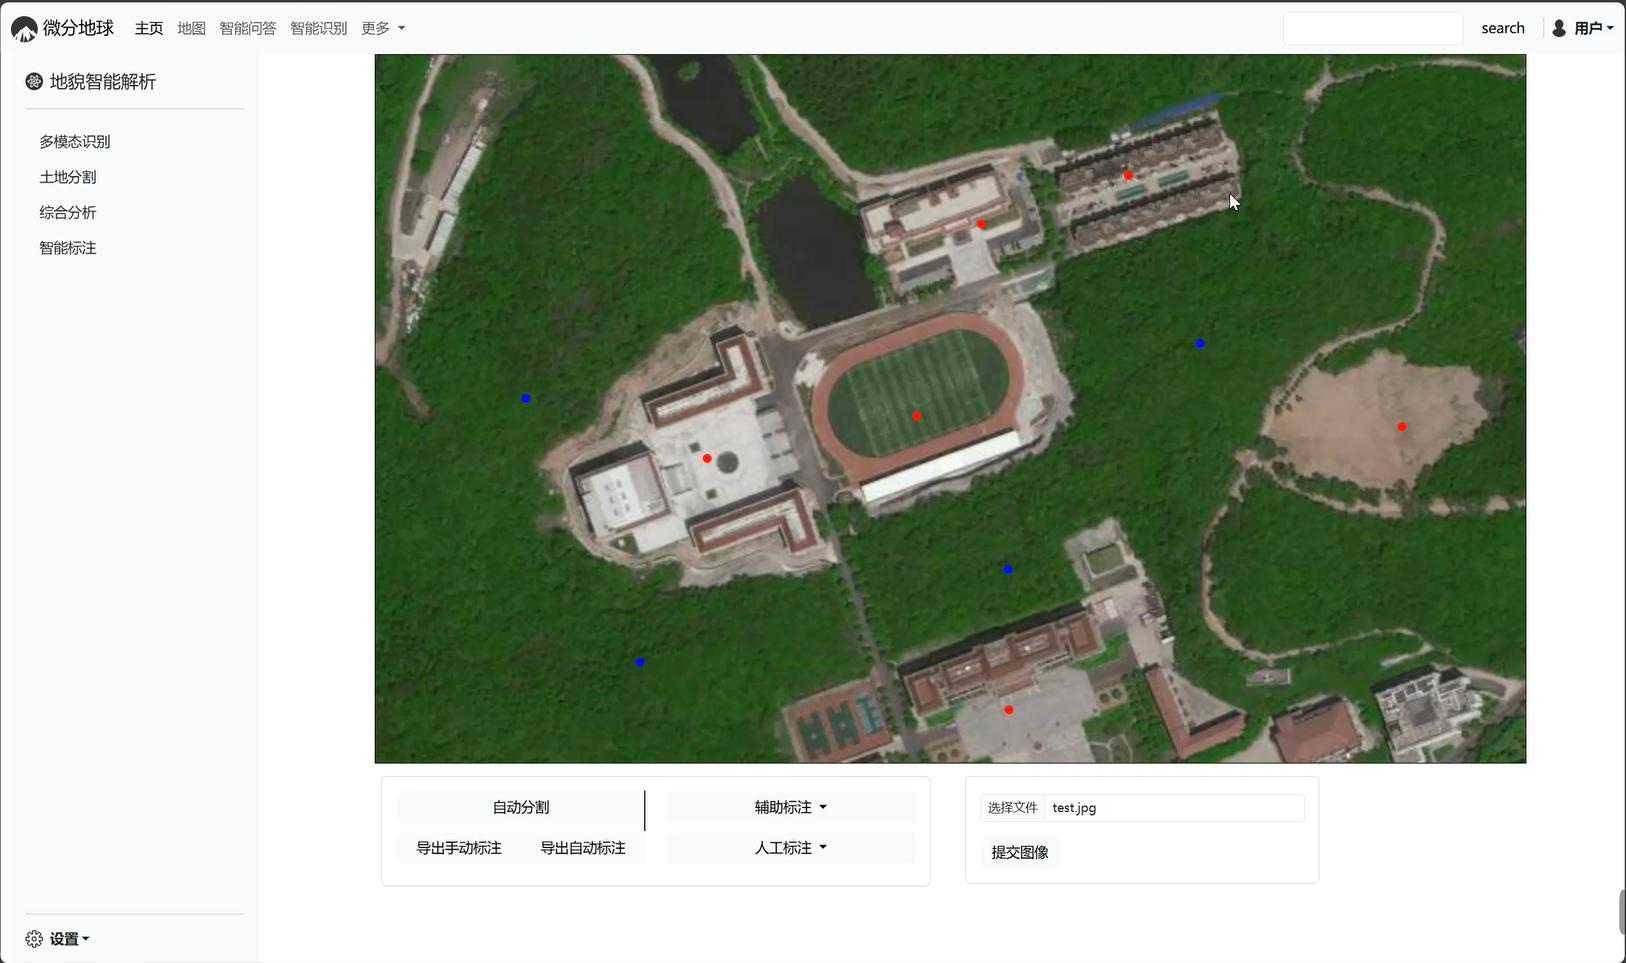 微分地球 主页 地图 智能问答 智能识别 更多 search 用户
地貌智能解析
多模态识别
土地分割
综合分析
智能标注
自动分割 辅助标注
导出手动标注 导出自动标注 人工标注
选择文件 test.jpg
提交图像
设置